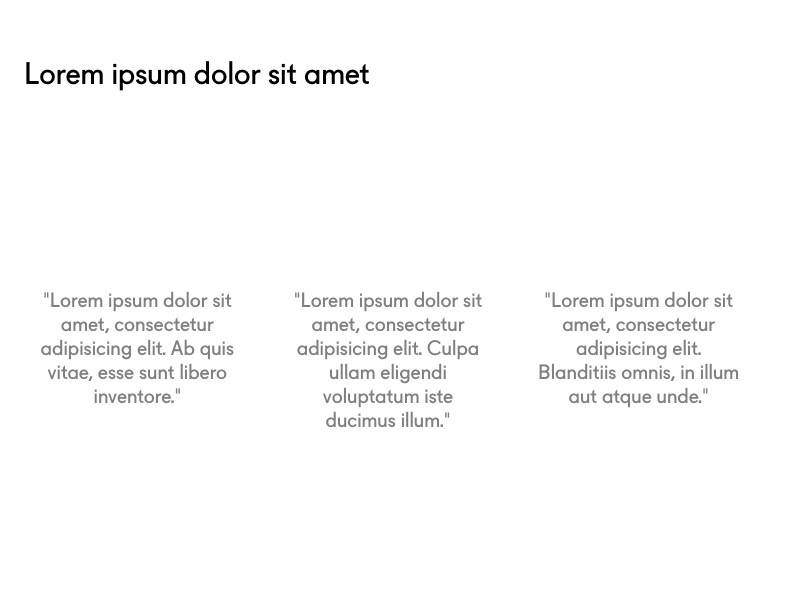 Lorem ipsum dolor sit amet
"Lorem ipsum dolor sit
amet, consectetur
adipisicing elit. Ab quis
vitae, esse sunt libero
inventore."
"Lorem ipsum dolor sit
amet, consectetur
adipisicing elit. Culpa
ullam eligendi
voluptatum iste
ducimus illum."
"Lorem ipsum dolor sit
amet, consectetur
adipisicing elit.
Blanditiis omnis, in illum
aut atque unde."